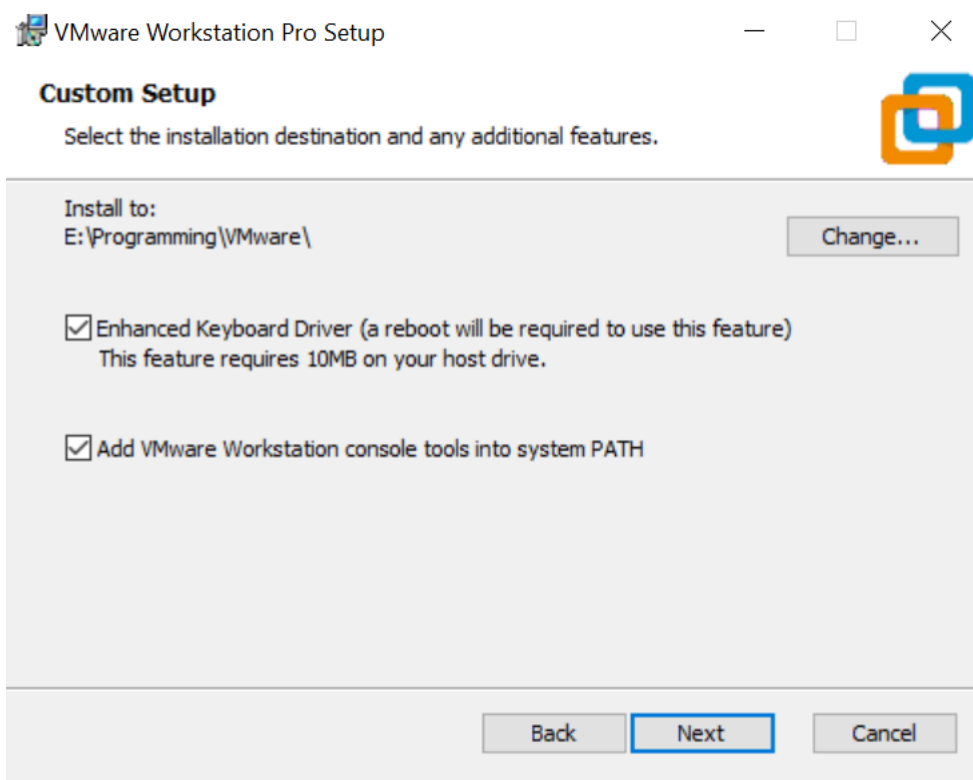 VMware Workstation Pro Setup
Custom Setup
Select the installation destination and any additional features.
Install to:
E:\Programming\VMware\
Change...
Enhanced Keyboard Driver (a reboot will be required to use this feature)
This feature requires 10MB on your host drive.
Add VMware Workstation console tools into system PATH
Back Next Cancel